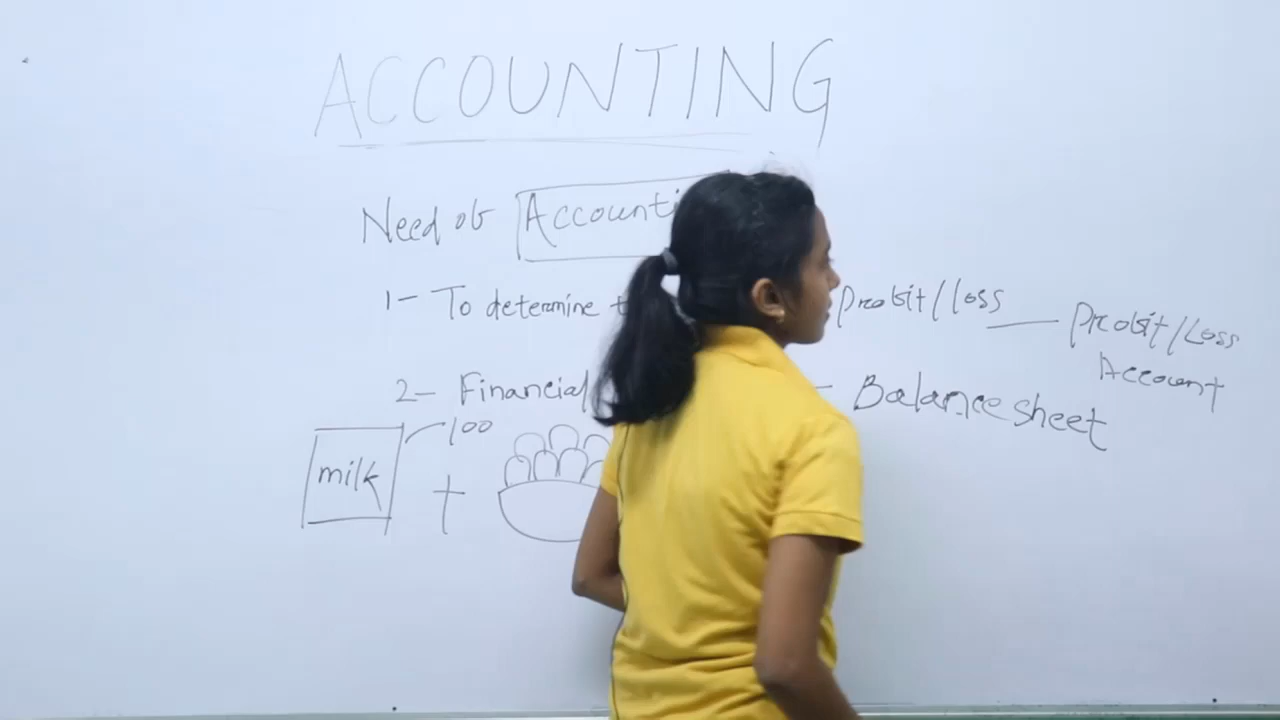 ACCOUNTING
Need of Accounti
1- To determine Profit/Loss — Profit/Loss
Account
2- Financial - Balance sheet
100
milk +